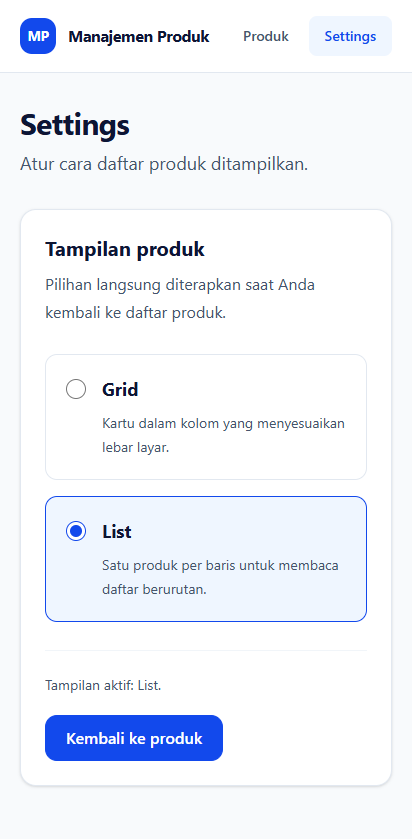 MP Manajemen Produk Produk Settings
Settings
Atur cara daftar produk ditampilkan.
Tampilan produk
Pilihan langsung diterapkan saat Anda
kembali ke daftar produk.
Grid
Kartu dalam kolom yang menyesuaikan
lebar layar.
List
Satu produk per baris untuk membaca
daftar berurutan.
Tampilan aktif: List.
Kembali ke produk